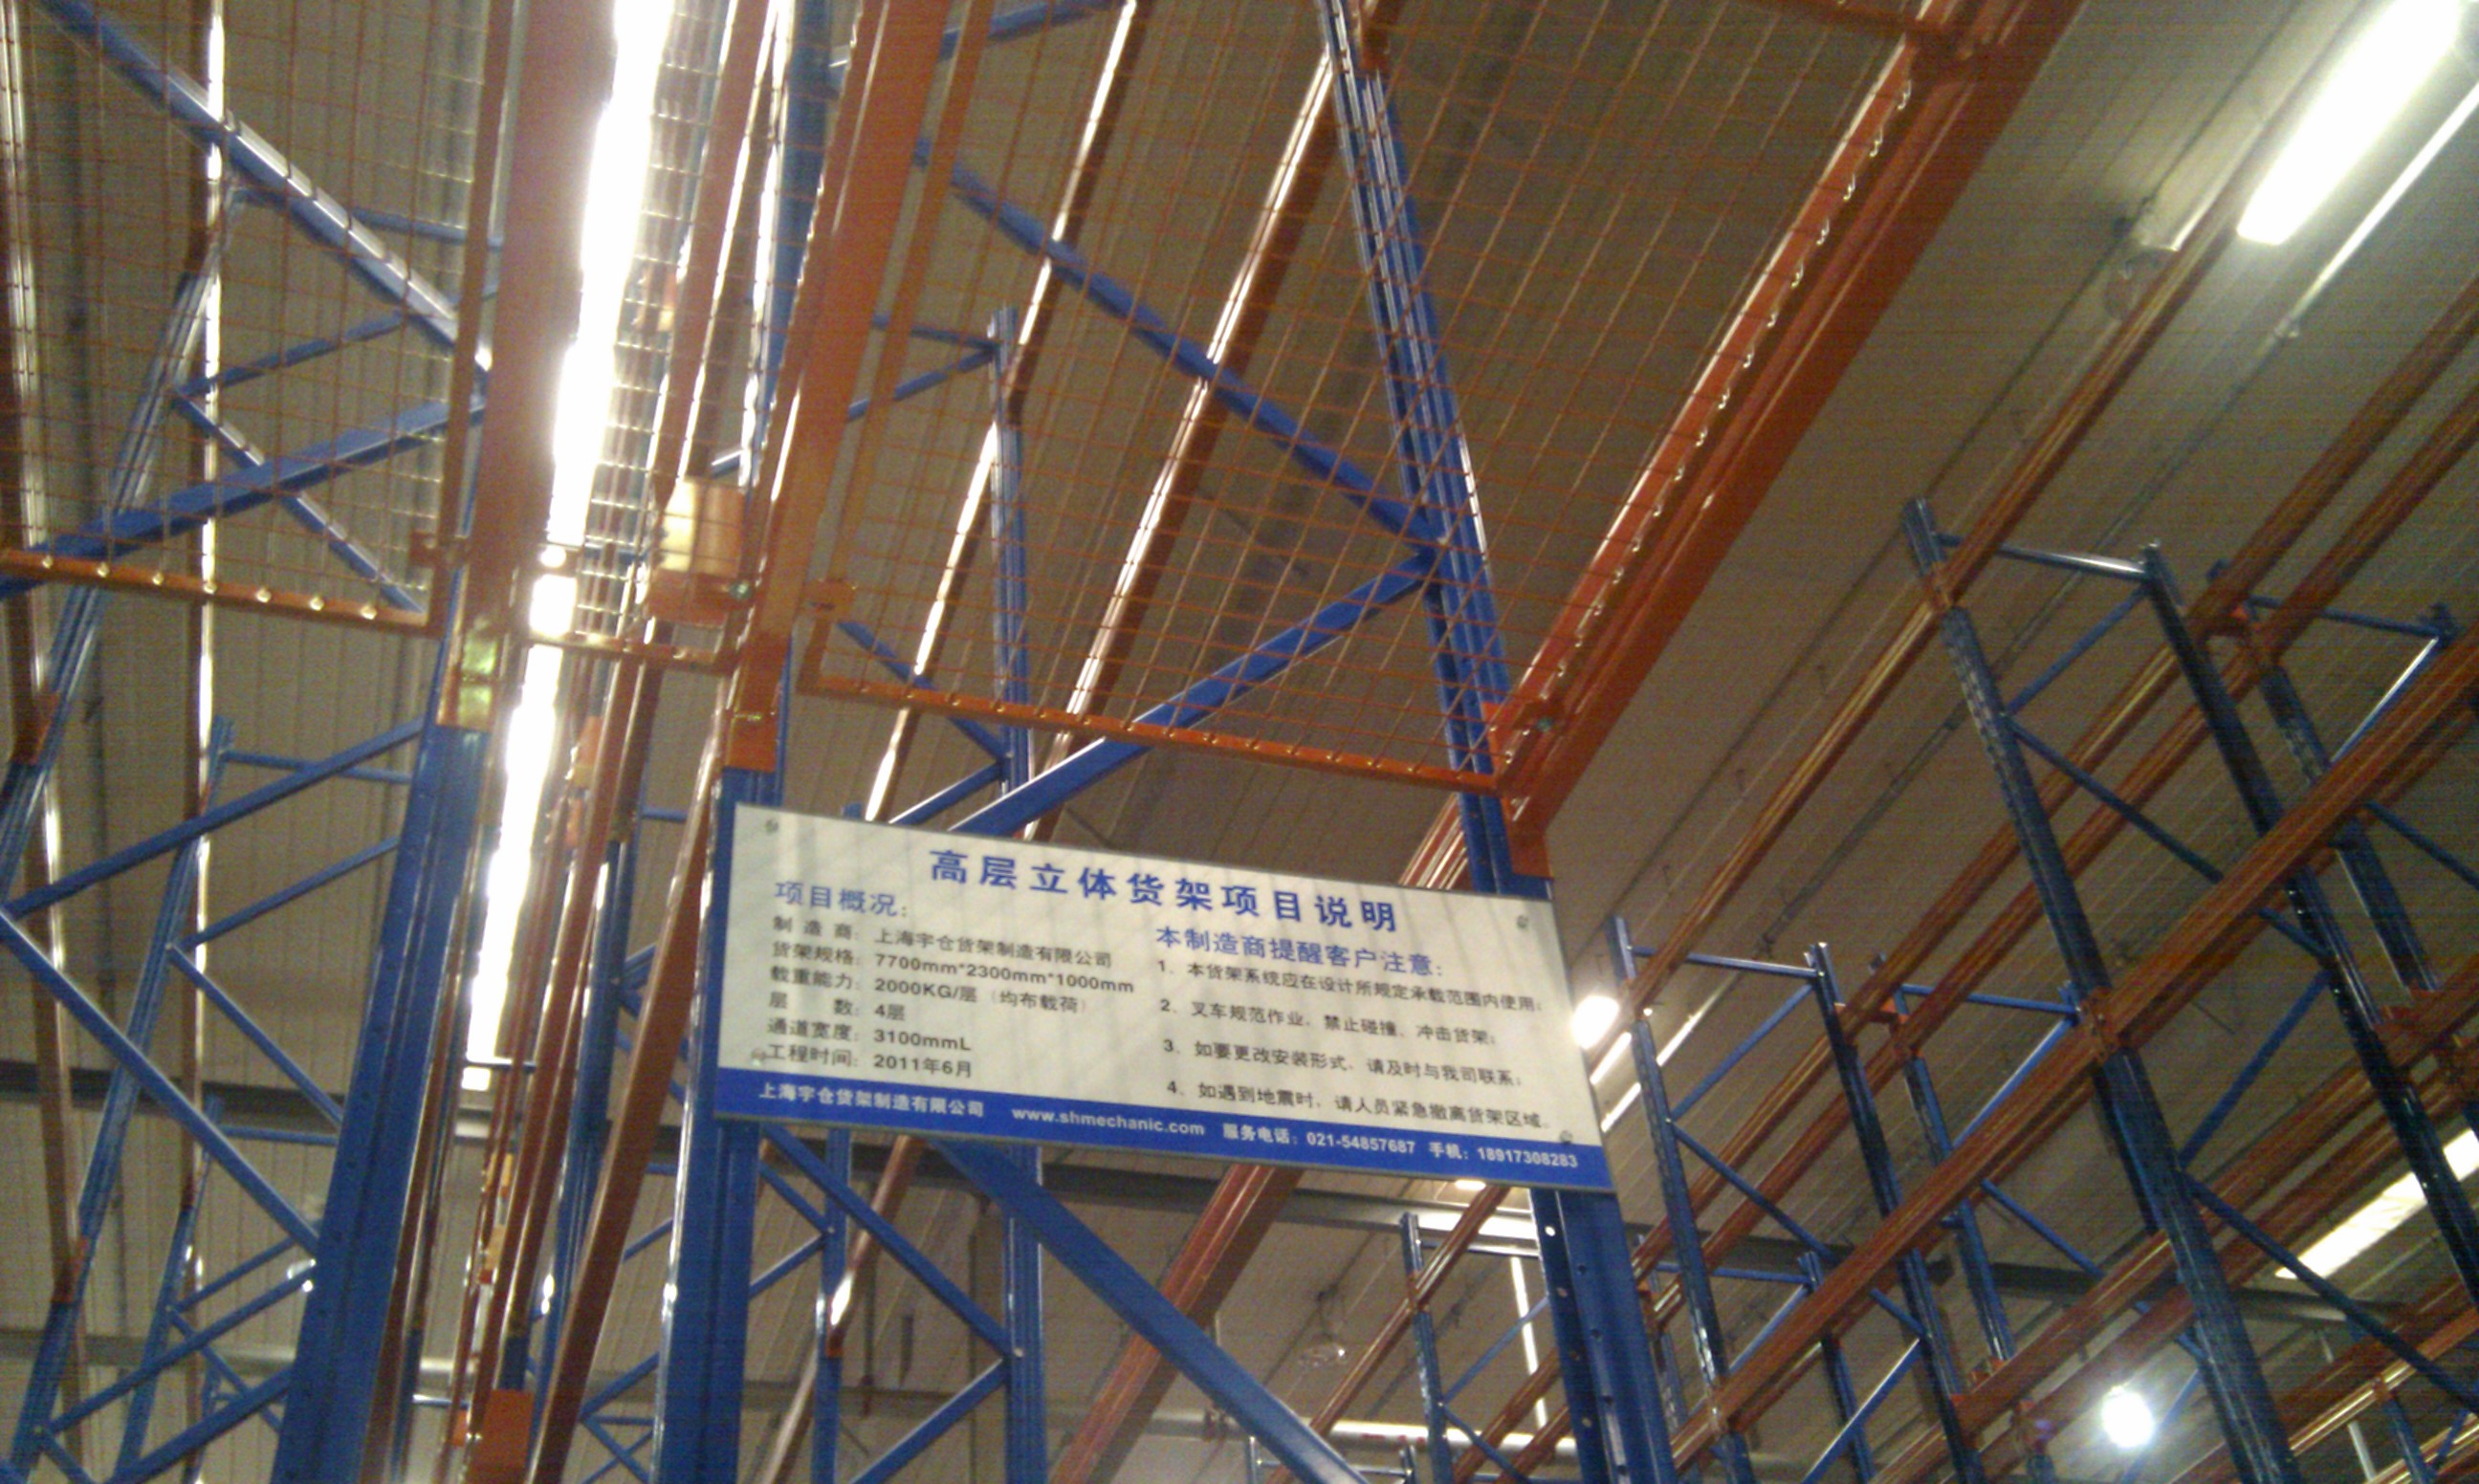 高层立体货架项目说明
项目概况：
制造商：上海宇仓货架制造有限公司
货架规格：7700mm*2300mm*1000mm
载重能力：2000KG/层（均布载荷）
层数：4层
通道宽度：3100mmL
工程时间：2011年6月
本制造商提醒客户注意：
1、本货架系统应在设计所规定承载范围内使用；
2、叉车规范作业，禁止碰撞、冲击货架；
3、如要更改安装形式，请及时与我司联系；
4、如遇到地震时，请人员紧急撤离货架区域。
上海宇仓货架制造有限公司 www.shmechanic.com 服务电话：021-54857687 手机：18917308283